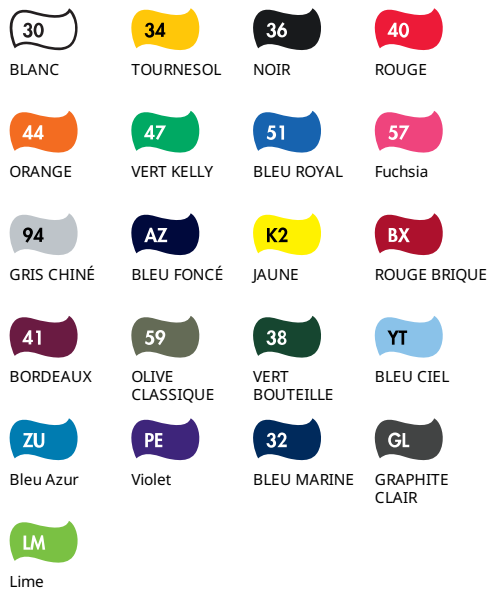 30
BLANC
34
TOURNESOL
36
NOIR
40
ROUGE
44
ORANGE
47
VERT KELLY
51
BLEU ROYAL
57
Fuchsia
94
GRIS CHINÉ
AZ
BLEU FONCÉ
K2
JAUNE
BX
ROUGE BRIQUE
41
BORDEAUX
59
OLIVE
CLASSIQUE
38
VERT
BOUTEILLE
YT
BLEU CIEL
ZU
Bleu Azur
PE
Violet
32
BLEU MARINE
GL
GRAPHITE
CLAIR
LM
Lime